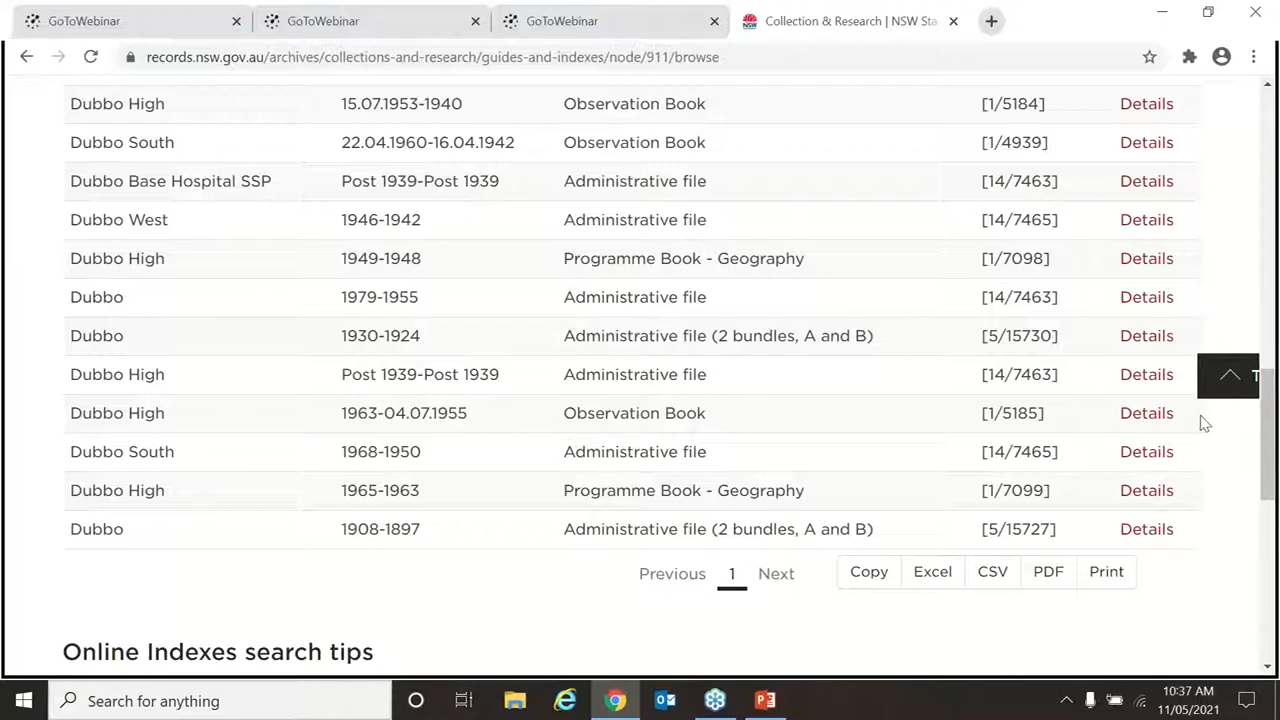 GoToWebinar
GoToWebinar
GoToWebinar
Collection & Research | NSW Sta
records.nsw.gov.au/archives/collections-and-research/guides-and-indexes/node/911/browse
Dubbo High 15.07.1953-1940 Observation Book [1/5184] Details
Dubbo South 22.04.1960-16.04.1942 Observation Book [1/4939] Details
Dubbo Base Hospital SSP Post 1939-Post 1939 Administrative file [14/7463] Details
Dubbo West 1946-1942 Administrative file [14/7465] Details
Dubbo High 1949-1948 Programme Book - Geography [1/7098] Details
Dubbo 1979-1955 Administrative file [14/7463] Details
Dubbo 1930-1924 Administrative file (2 bundles, A and B) [5/15730] Details
Dubbo High Post 1939-Post 1939 Administrative file [14/7463] Details
T
Dubbo High 1963-04.07.1955 Observation Book [1/5185] Details
Dubbo South 1968-1950 Administrative file [14/7465] Details
Dubbo High 1965-1963 Programme Book - Geography [1/7099] Details
Dubbo 1908-1897 Administrative file (2 bundles, A and B) [5/15727] Details
Previous 1 Next Copy Excel CSV PDF Print
Online Indexes search tips
Search for anything
10:37 AM
11/05/2021